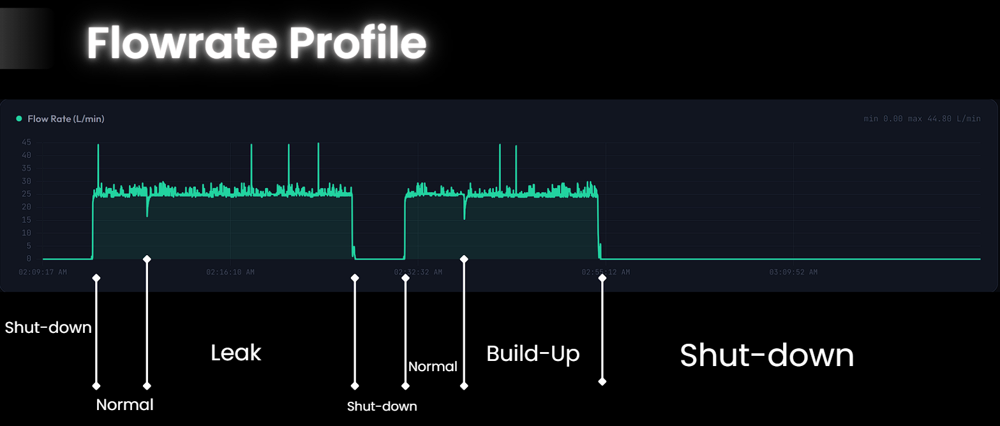 Flowrate Profile
Flow Rate (L/min)
min 0.00 max 44.80 L/min
45
40
35
30
25
20
15
10
5
0
02:09:17 AM
02:16:10 AM
02:32:32 AM
02:55:12 AM
03:09:52 AM
Shut-down
Leak
Normal
Build-Up
Shut-down
Normal
Shut-down